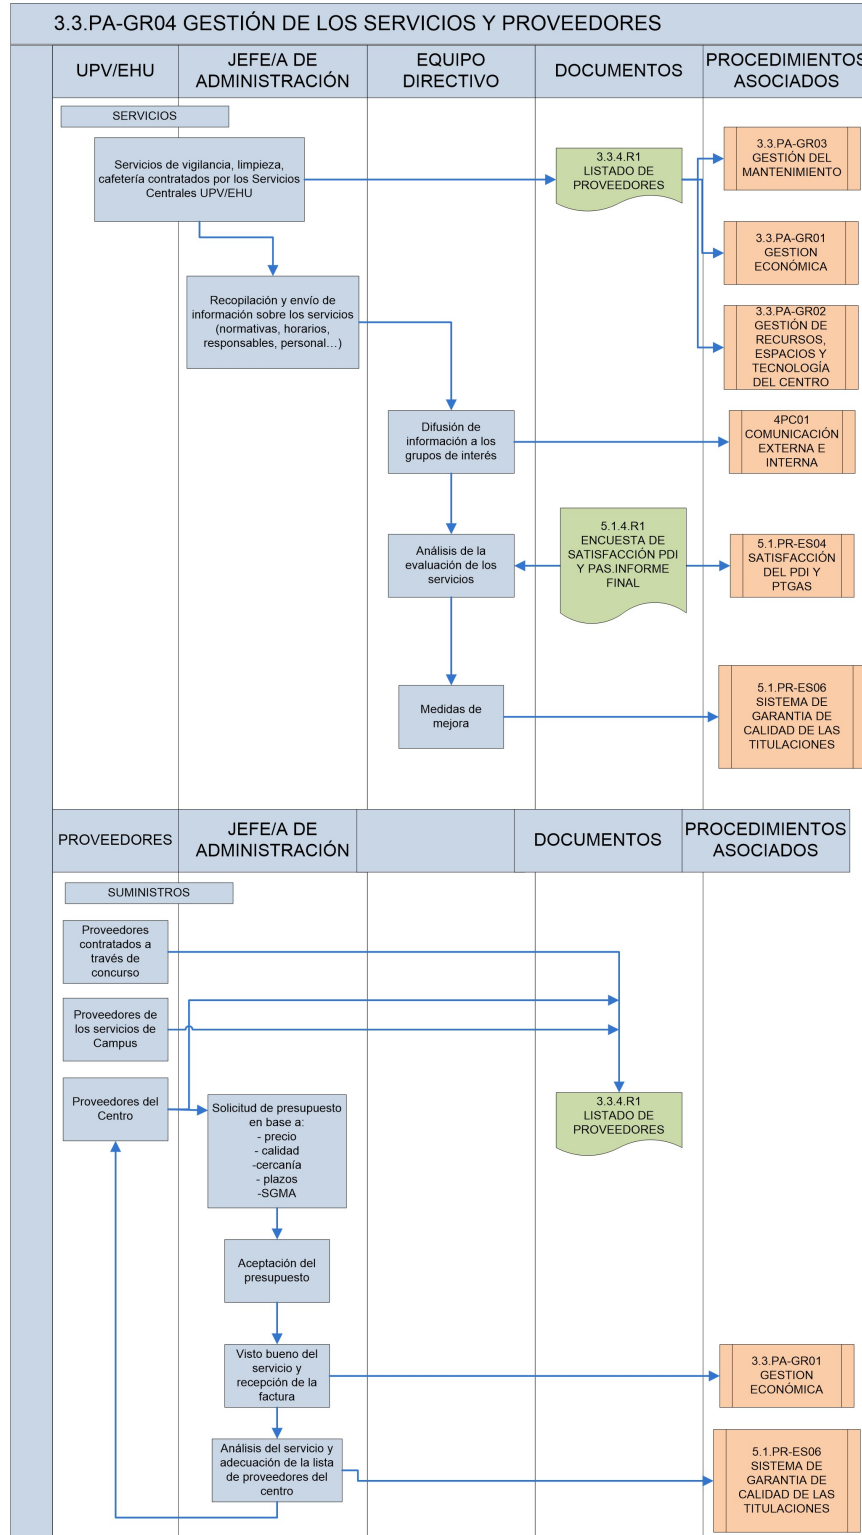 3.3.PA-GR04 GESTIÓN DE LOS SERVICIOS Y PROVEEDORES
UPV/EHU
JEFE/A DE
ADMINISTRACIÓN
EQUIPO
DIRECTIVO
DOCUMENTOS
PROCEDIMIENTOS
ASOCIADOS
SERVICIOS
Servicios de vigilancia, limpieza,
cafetería contratados por los Servicios
Centrales UPV/EHU
3.3.4.R1
LISTADO DE
PROVEEDORES
3.3.PA-GR03
GESTIÓN DEL
MANTENIMIENTO
3.3.PA-GR01
GESTION
ECONÓMICA
Recopilación y envío de
información sobre los servicios
(normativas, horarios,
responsables, personal…)
3.3.PA-GR02
GESTIÓN DE
RECURSOS,
ESPACIOS Y
TECNOLOGÍA
DEL CENTRO
Difusión de
información a los
grupos de interés
4PC01
COMUNICACIÓN
EXTERNA E
INTERNA
Análisis de la
evaluación de los
servicios
5.1.4.R1
ENCUESTA DE
SATISFACCIÓN PDI
Y PAS.INFORME
FINAL
5.1.PR-ES04
SATISFACCIÓN
DEL PDI Y
PTGAS
Medidas de
mejora
5.1.PR-ES06
SISTEMA DE
GARANTIA DE
CALIDAD DE LAS
TITULACIONES
PROVEEDORES
JEFE/A DE
ADMINISTRACIÓN
DOCUMENTOS
PROCEDIMIENTOS
ASOCIADOS
SUMINISTROS
Proveedores
contratados a
través de
concurso
Proveedores de
los servicios de
Campus
Proveedores del
Centro
Solicitud de presupuesto
en base a:
- precio
- calidad
-cercanía
- plazos
-SGMA
3.3.4.R1
LISTADO DE
PROVEEDORES
Aceptación del
presupuesto
Visto bueno del
servicio y
recepción de la
factura
3.3.PA-GR01
GESTION
ECONÓMICA
Análisis del servicio y
adecuación de la lista
de proveedores del
centro
5.1.PR-ES06
SISTEMA DE
GARANTIA DE
CALIDAD DE LAS
TITULACIONES